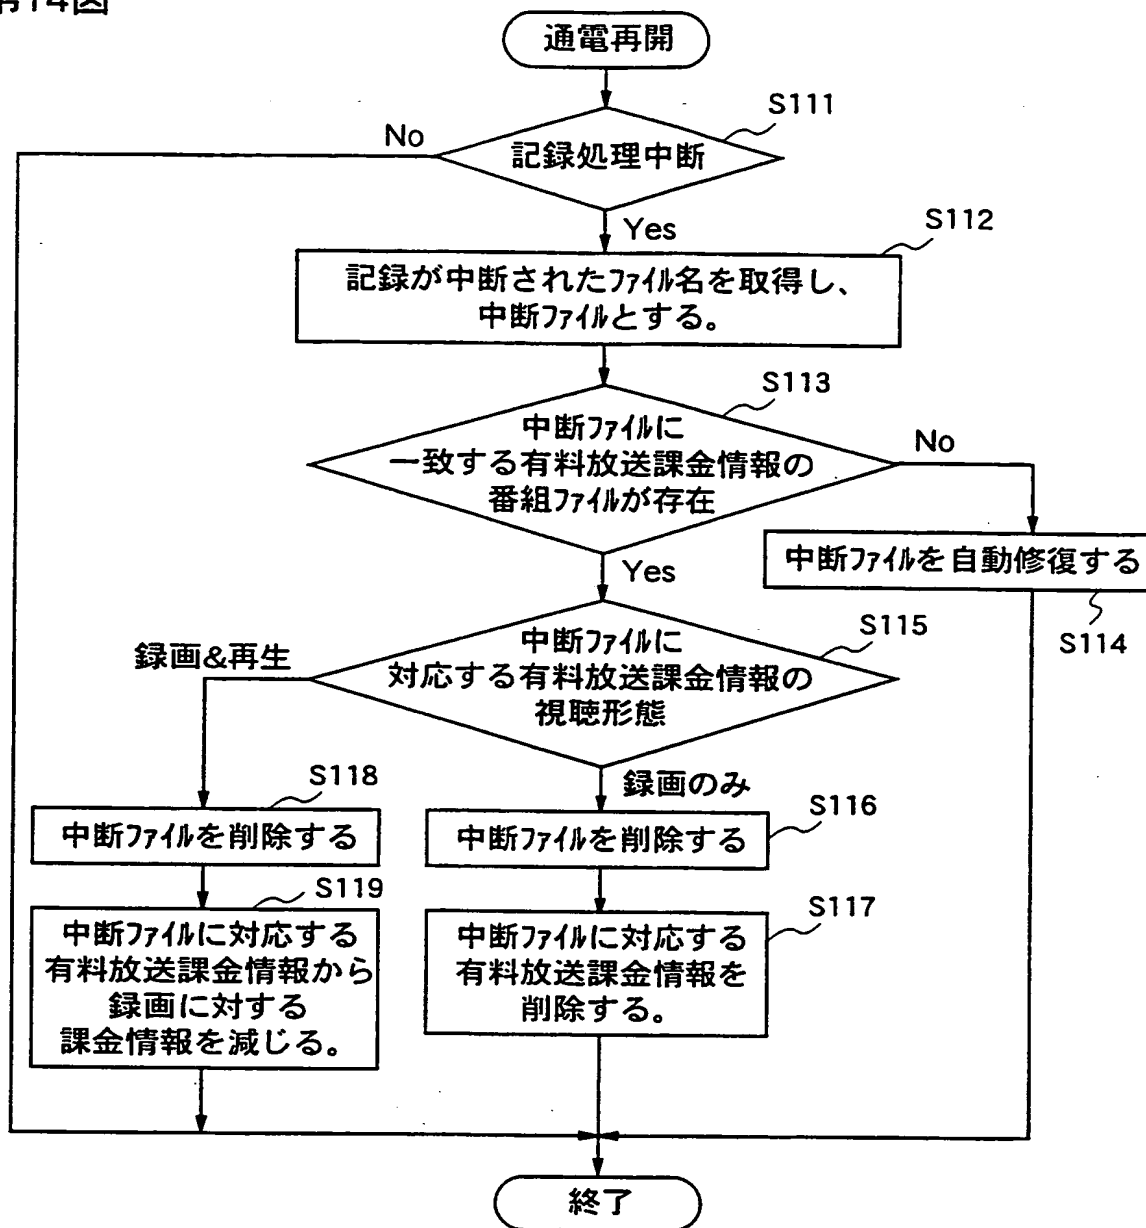 第14図
通電再開
S111
No
記録処理中断
Yes
S112
記録が中断されたファイル名を取得し、
中断ファイルとする。
S113
中断ファイルに
一致する有料放送課金情報の
番組ファイルが存在
No
Yes
中断ファイルを自動修復する
S114
S115
中断ファイルに
対応する有料放送課金情報の
視聴形態
録画&再生
録画のみ
S118
中断ファイルを削除する
S116
中断ファイルを削除する
S119
中断ファイルに対応する
有料放送課金情報から
録画に対する
課金情報を減じる。
S117
中断ファイルに対応する
有料放送課金情報を
削除する。
終了